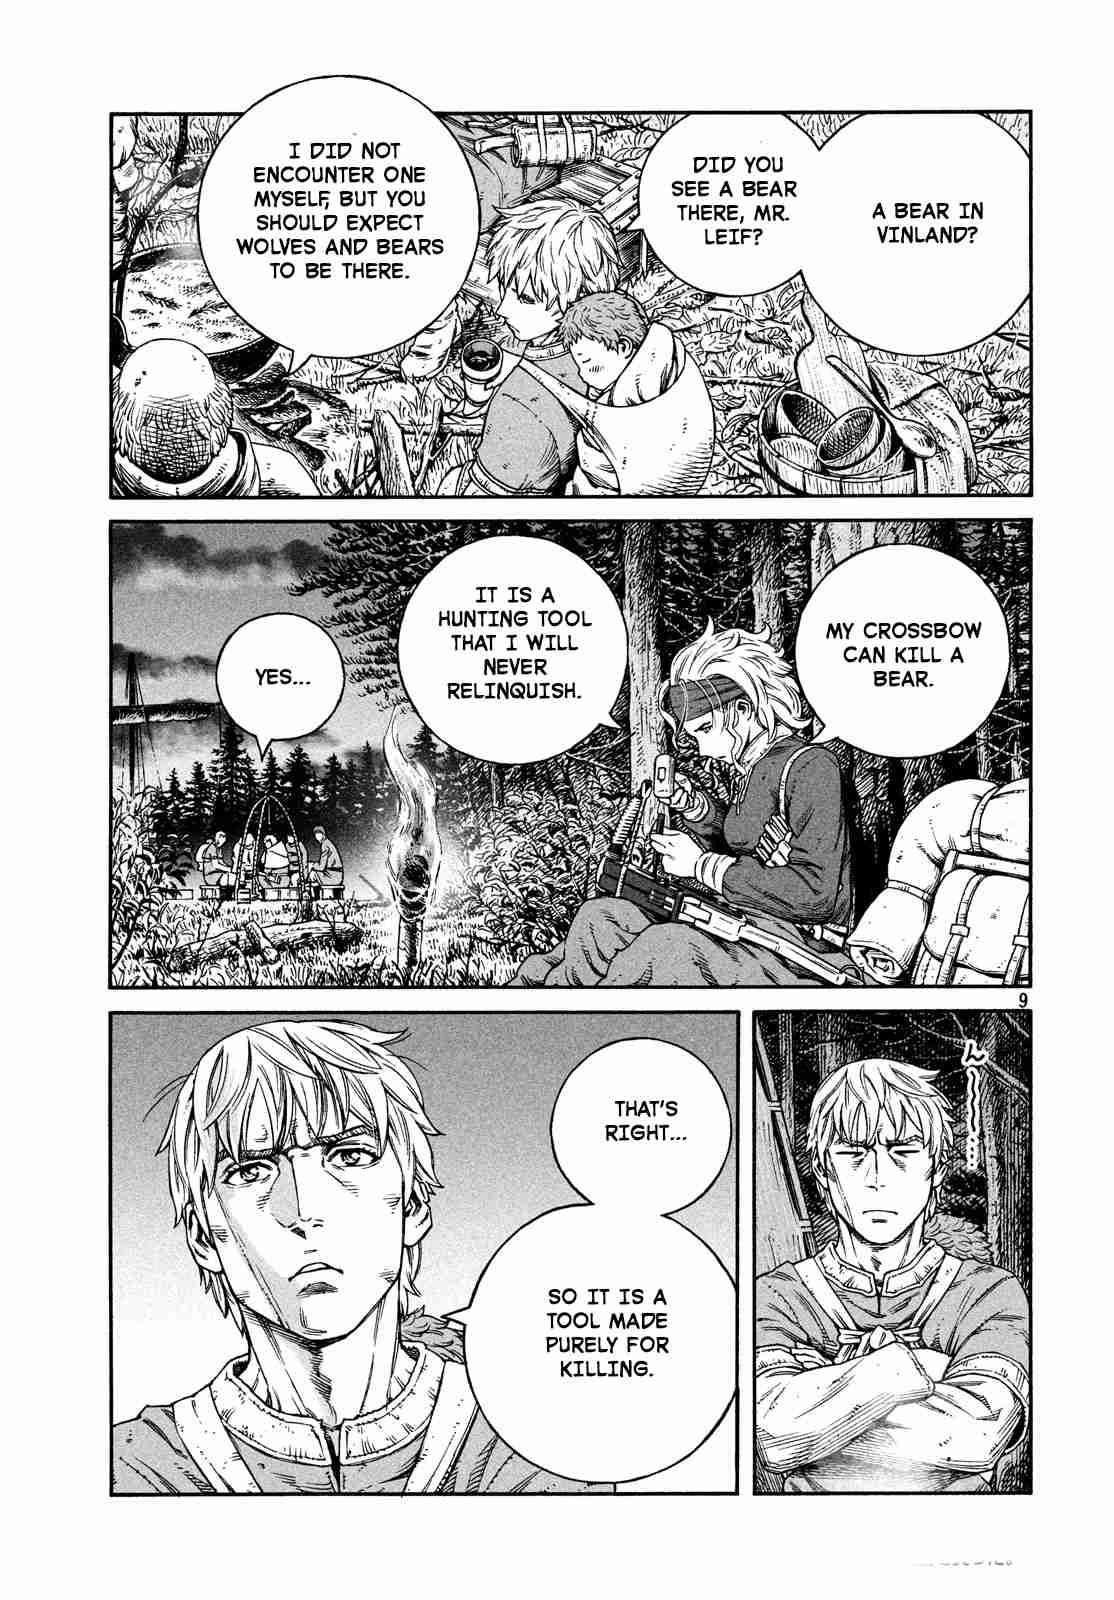 A BEAR IN
VINLAND?
DID YOU
SEE A BEAR
THERE, MR.
LEIF?
I DID NOT
ENCOUNTER ONE
MYSELF, BUT YOU
SHOULD EXPECT
WOLVES AND BEARS
TO BE THERE.
MY CROSSBOW
CAN KILL A
BEAR.
IT IS A
HUNTING TOOL
THAT I WILL
NEVER
RELINQUISH.
YES...
9
ん〜〜……
THAT'S
RIGHT...
SO IT IS A
TOOL MADE
PURELY FOR
KILLING.